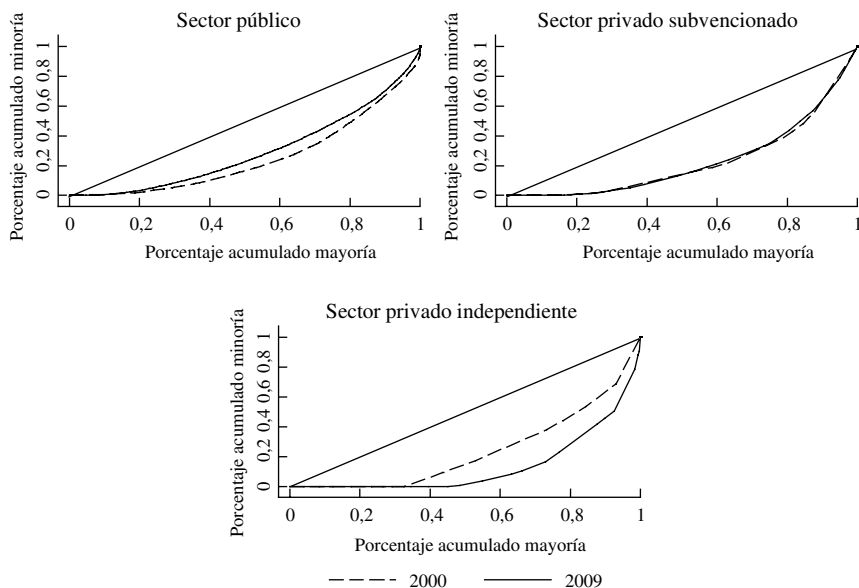 Sector público
Porcentaje acumulado minoría
1
0,8
0,6
0,4
0,2
0
0 0,2 0,4 0,6 0,8 1
Porcentaje acumulado mayoría
Sector privado subvencionado
Porcentaje acumulado minoría
1
0,8
0,6
0,4
0,2
0
0 0,2 0,4 0,6 0,8 1
Porcentaje acumulado mayoría
Sector privado independiente
Porcentaje acumulado minoría
1
0,8
0,6
0,4
0,2
0
0 0,2 0,4 0,6 0,8 1
Porcentaje acumulado mayoría
2000 2009